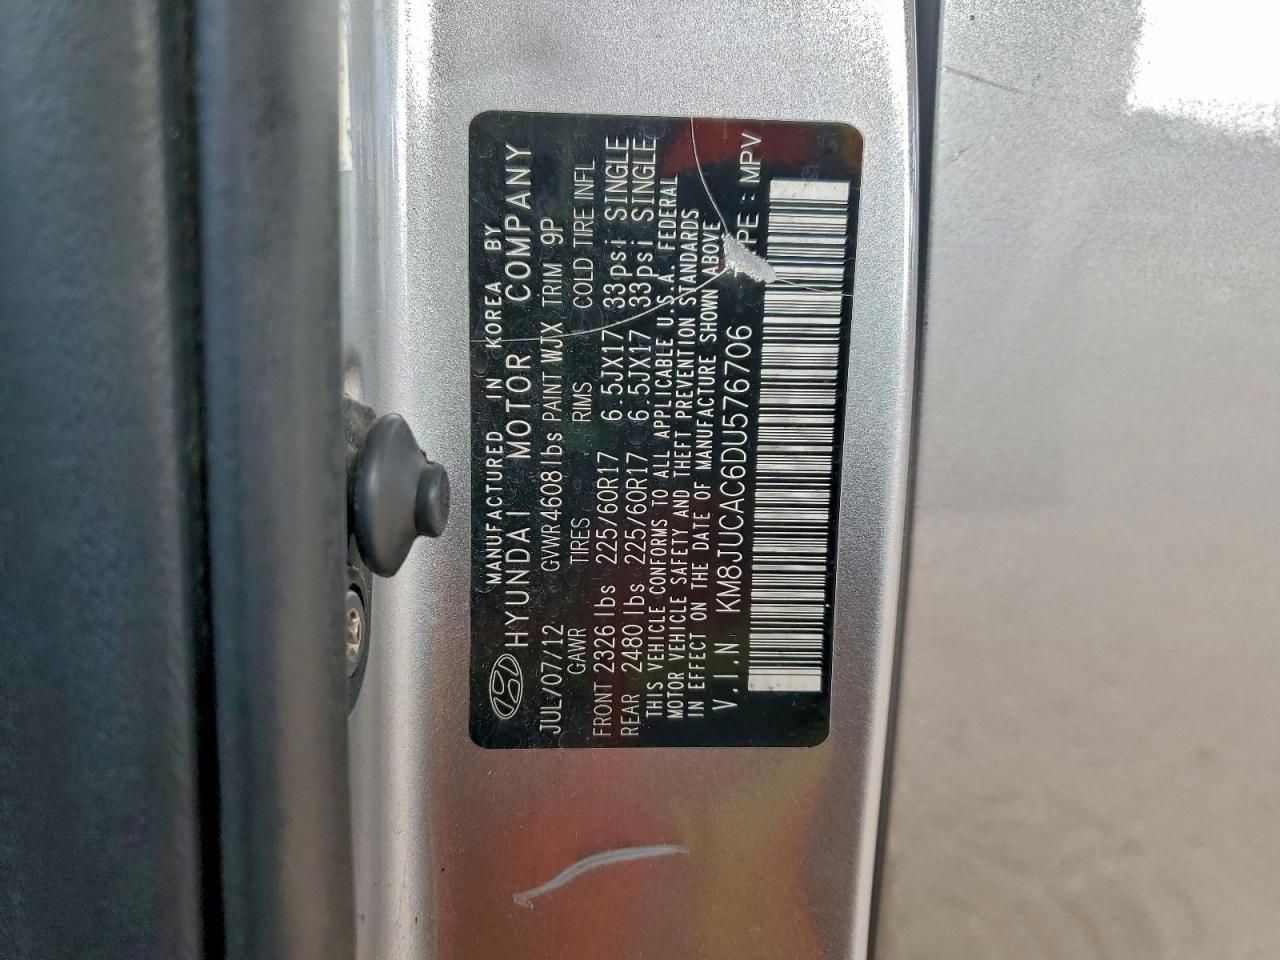 MANUFACTURED IN KOREA BY
HYUNDAI MOTOR COMPANY
JUL/07/12 GVWR 4608 lbs PAINT WJX TRIM 9P
GAWR TIRES RIMS COLD TIRE INFL
FRONT 2326 lbs 225/60R17 6.5JX17 33psi SINGLE
REAR 2480 lbs 225/60R17 6.5JX17 33psi SINGLE
THIS VEHICLE CONFORMS TO ALL APPLICABLE U.S.A. FEDERAL
MOTOR VEHICLE SAFETY AND THEFT PREVENTION STANDARDS
IN EFFECT ON THE DATE OF MANUFACTURE SHOWN ABOVE
V.I.N KM8JUCAC6DU576706 PE : MPV